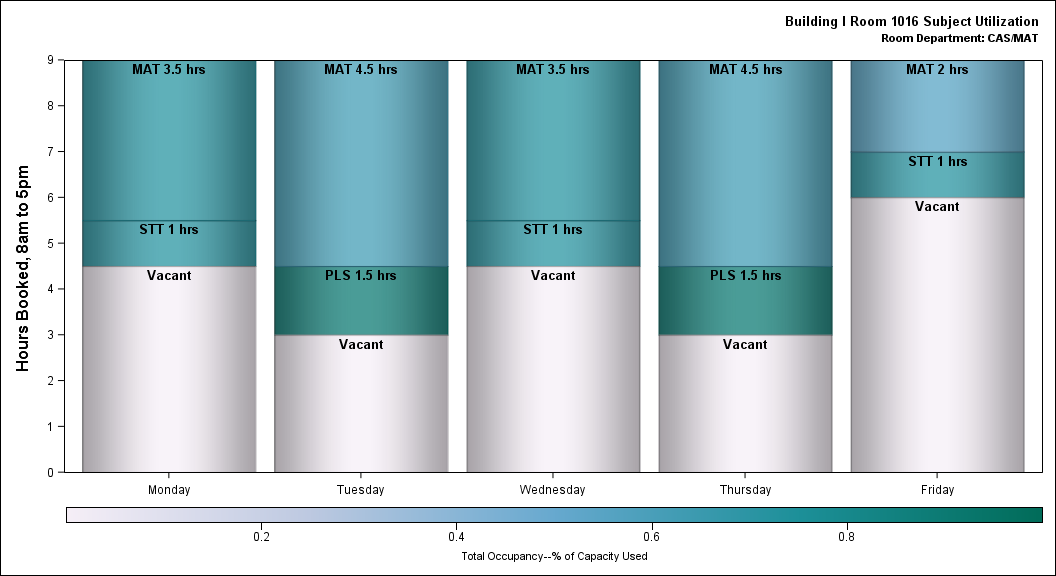 Building I Room 1016 Subject Utilization
Room Department: CAS/MAT
Hours Booked, 8am to 5pm
9
8
7
6
5
4
3
2
1
0
MAT 3.5 hrs
STT 1 hrs
Vacant
MAT 4.5 hrs
PLS 1.5 hrs
Vacant
MAT 3.5 hrs
STT 1 hrs
Vacant
MAT 4.5 hrs
PLS 1.5 hrs
Vacant
MAT 2 hrs
STT 1 hrs
Vacant
Monday Tuesday Wednesday Thursday Friday
0.2 0.4 0.6 0.8
Total Occupancy--% of Capacity Used